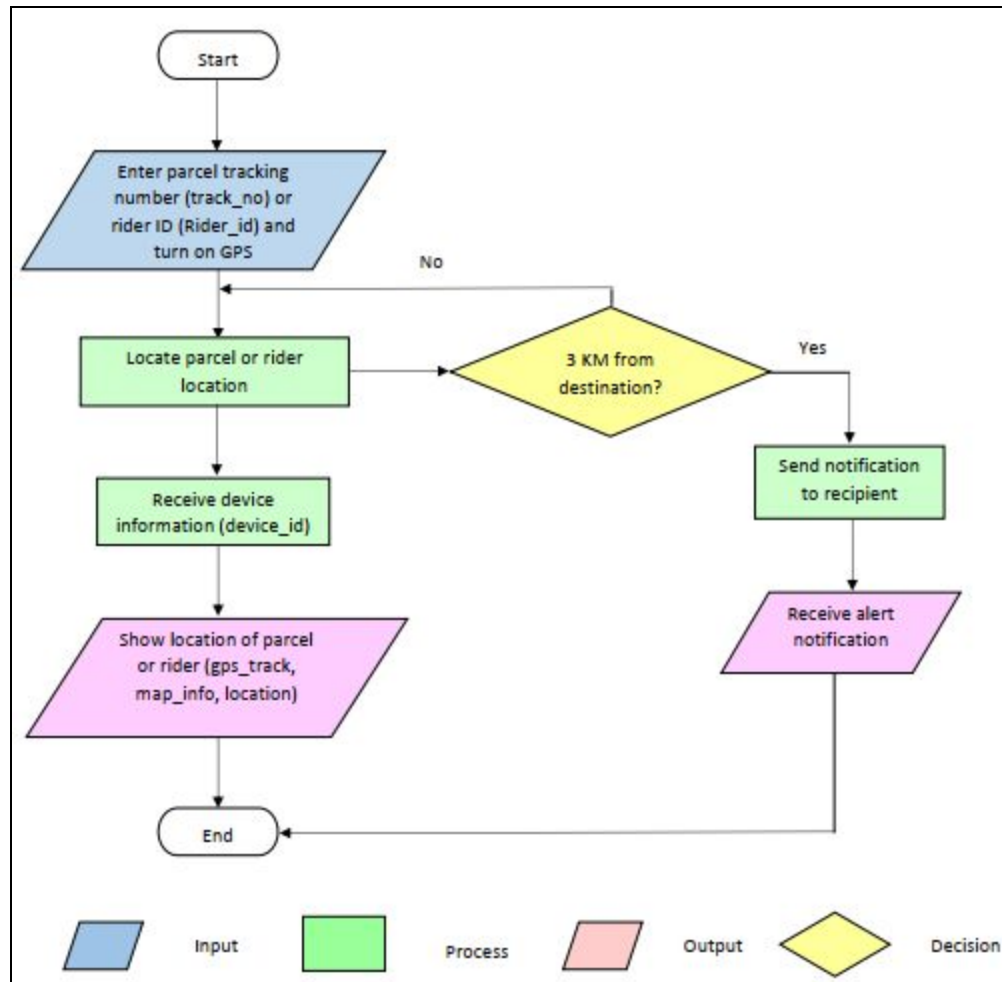 Start
Enter parcel tracking
number (track_no) or
rider ID (Rider_id) and
turn on GPS
No
Locate parcel or rider
location
3 KM from
destination?
Yes
Send notification
to recipient
Receive device
information (device_id)
Receive alert
notification
Show location of parcel
or rider (gps_track,
map_info, location)
End
Input
Process
Output
Decision